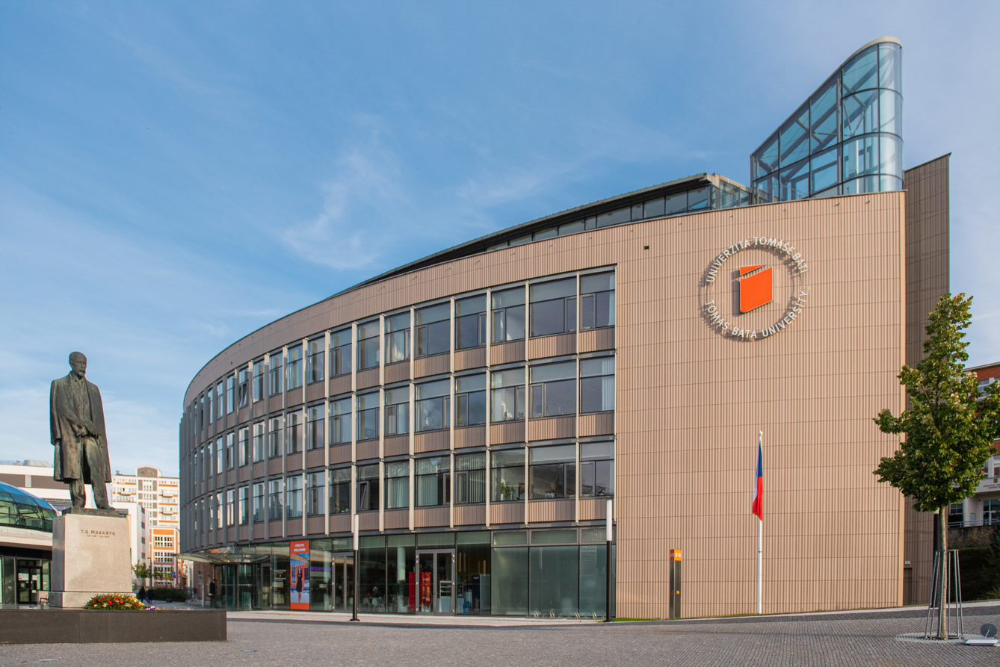 UNIVERZITA TOMÁŠE BATI
TOMAS BATA UNIVERSITY
T.G. MASARYK